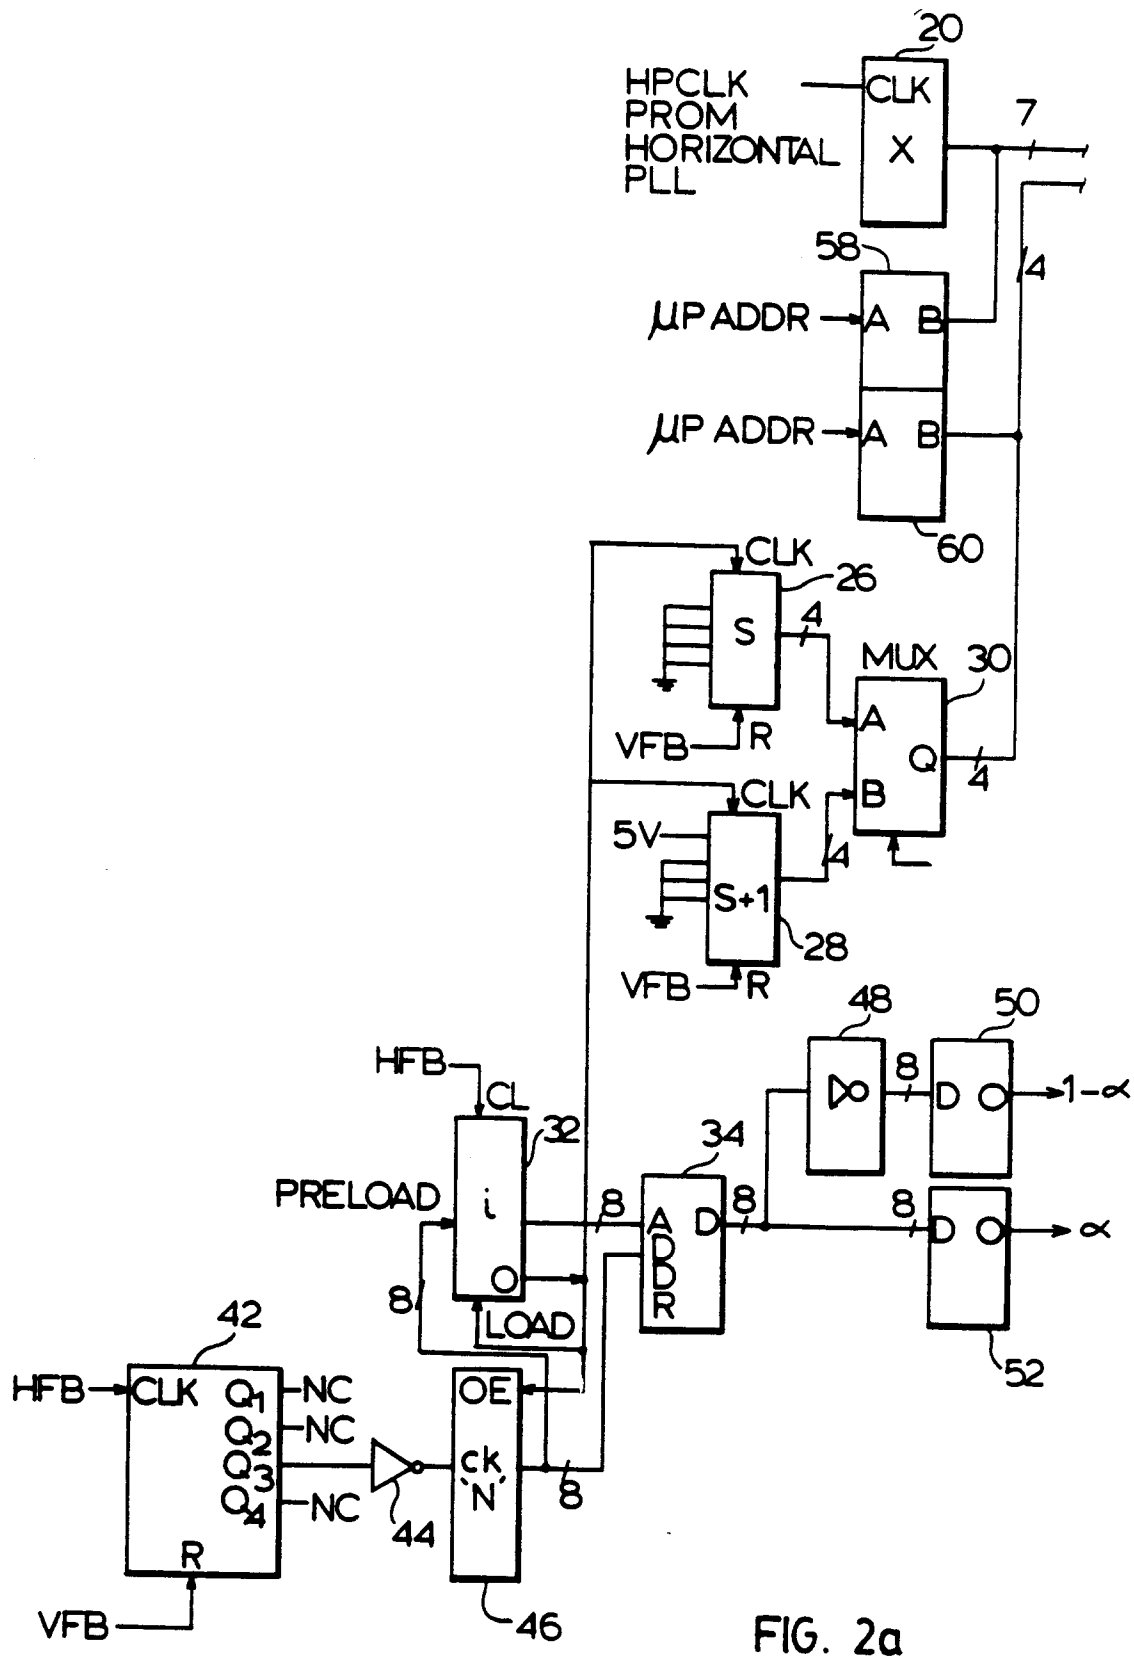 20
HPCLK
PROM
HORIZONTAL
PLL
CLK
X
7
58
4
μP ADDR
A B
μP ADDR
A B
60
CLK
26
S
4
VFB
R
MUX
30
A
Q
B
4
CLK
5V
S+1
4
28
VFB
R
48
50
8
D O
1-α
HFB
CL
32
PRELOAD
i
O
8
LOAD
34
8
A D
D
D
R
8
8
D O
α
52
42
HFB
CLK
Q1
NC
Q2
NC
Q3
Q4
NC
R
VFB
44
OE
ck
'N'
8
46
FIG. 2a